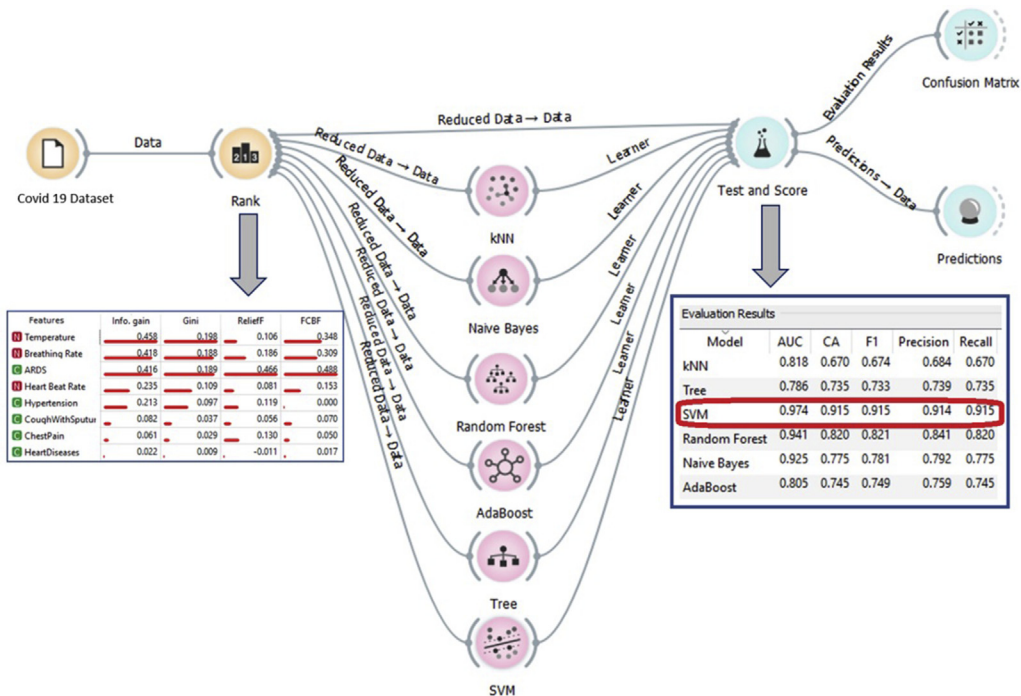 Confusion Matrix
Evaluation Results
Reduced Data → Data
Data
Covid 19 Dataset
Rank
Reduced Data → Data
Learner
kNN
Test and Score
Predictions → Data
Predictions
Reduced Data → Data
Learner
Naive Bayes
Reduced Data → Data
Learner
Random Forest
Reduced Data → Data
Learner
AdaBoost
Reduced Data → Data
Learner
Tree
Reduced Data → Data
Learner
SVM
Features Info. gain Gini ReliefF FCBF
N Temperature 0.458 0.198 0.106 0.348
N Breathing Rate 0.418 0.188 0.186 0.309
C ARDS 0.416 0.189 0.466 0.488
N Heart Beat Rate 0.235 0.109 0.081 0.153
C Hypertension 0.213 0.097 0.119 0.000
C CoughWithSputur 0.082 0.037 0.056 0.070
C ChestPain 0.061 0.029 0.130 0.050
C HeartDiseases 0.022 0.009 -0.011 0.017
Evaluation Results
Model AUC CA F1 Precision Recall
kNN 0.818 0.670 0.674 0.684 0.670
Tree 0.786 0.735 0.733 0.739 0.735
SVM 0.974 0.915 0.915 0.914 0.915
Random Forest 0.941 0.820 0.821 0.841 0.820
Naive Bayes 0.925 0.775 0.781 0.792 0.775
AdaBoost 0.805 0.745 0.749 0.759 0.745